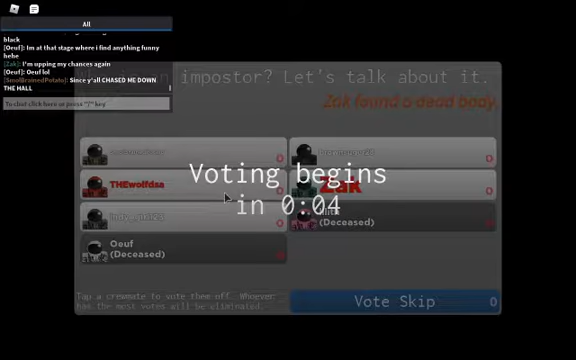 All
black
[Oeuf]: Im at that stage where i find anything funny
hehe
[Zak]: I'm upping my chances again
[Oeuf]: Oeuf lol
[SmolBrainedPotato]: Since y'all CHASED ME DOWN
THE HALL
To chat click here or press "/" key
impostor? Let's talk about it.
Zak found a dead body.
Voting begins
in 0:04
THEwolfdaa
Zak
(Deceased)
Oeuf
(Deceased)
Tap a crewmate to vote them off. Whoever
has the most votes will be eliminated.
Vote Skip 0